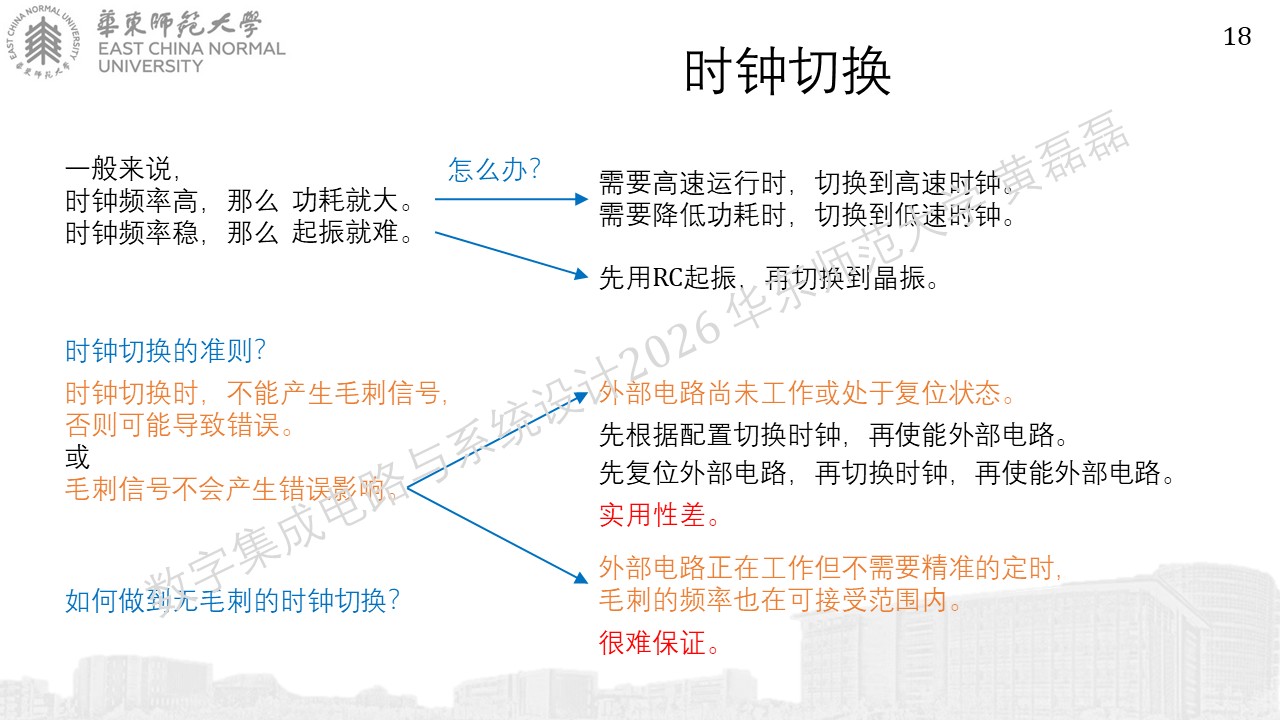 華東師範大學
EAST CHINA NORMAL
UNIVERSITY
EAST CHINA NORMAL UNIVERSITY
華東師範大學
18
时钟切换
一般来说，
时钟频率高，那么 功耗就大。
时钟频率稳，那么 起振就难。
怎么办？
需要高速运行时，切换到高速时钟。
需要降低功耗时，切换到低速时钟。
先用RC起振，再切换到晶振。
时钟切换的准则？
时钟切换时，不能产生毛刺信号，
否则可能导致错误。
或
毛刺信号不会产生错误影响。
外部电路尚未工作或处于复位状态。
先根据配置切换时钟，再使能外部电路。
先复位外部电路，再切换时钟，再使能外部电路。
实用性差。
外部电路正在工作但不需要精准的定时，
毛刺的频率也在可接受范围内。
很难保证。
如何做到无毛刺的时钟切换？
数字集成电路与系统设计2026 华东师范大学 黄磊磊